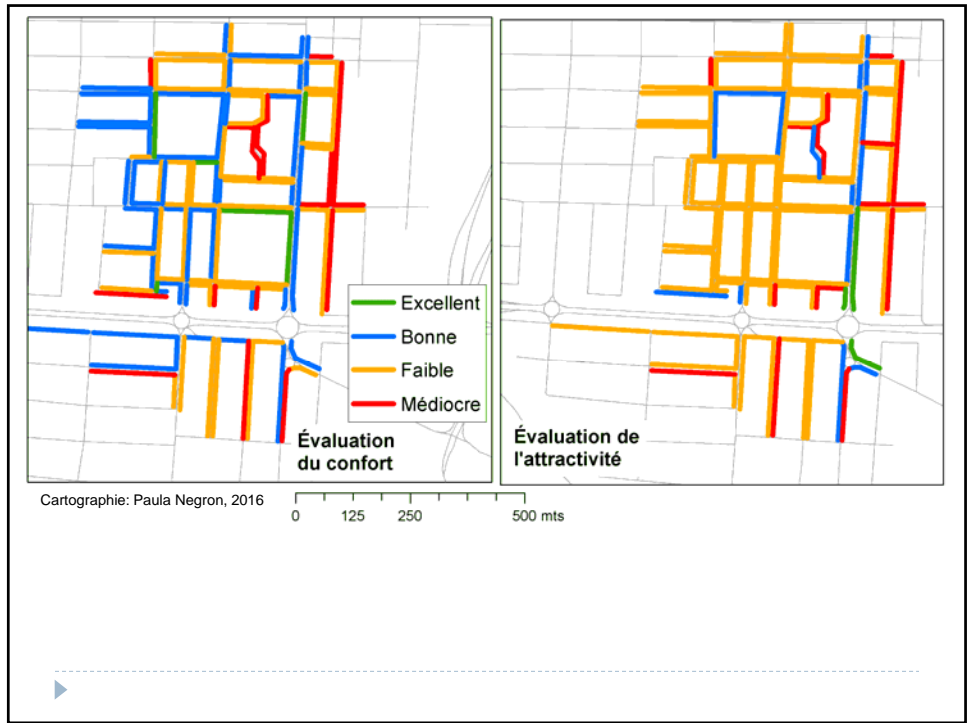 Excellent
Bonne
Faible
Médiocre
Évaluation
du confort
Évaluation de
l'attractivité
Cartographie: Paula Negron, 2016
0 125 250 500 mts